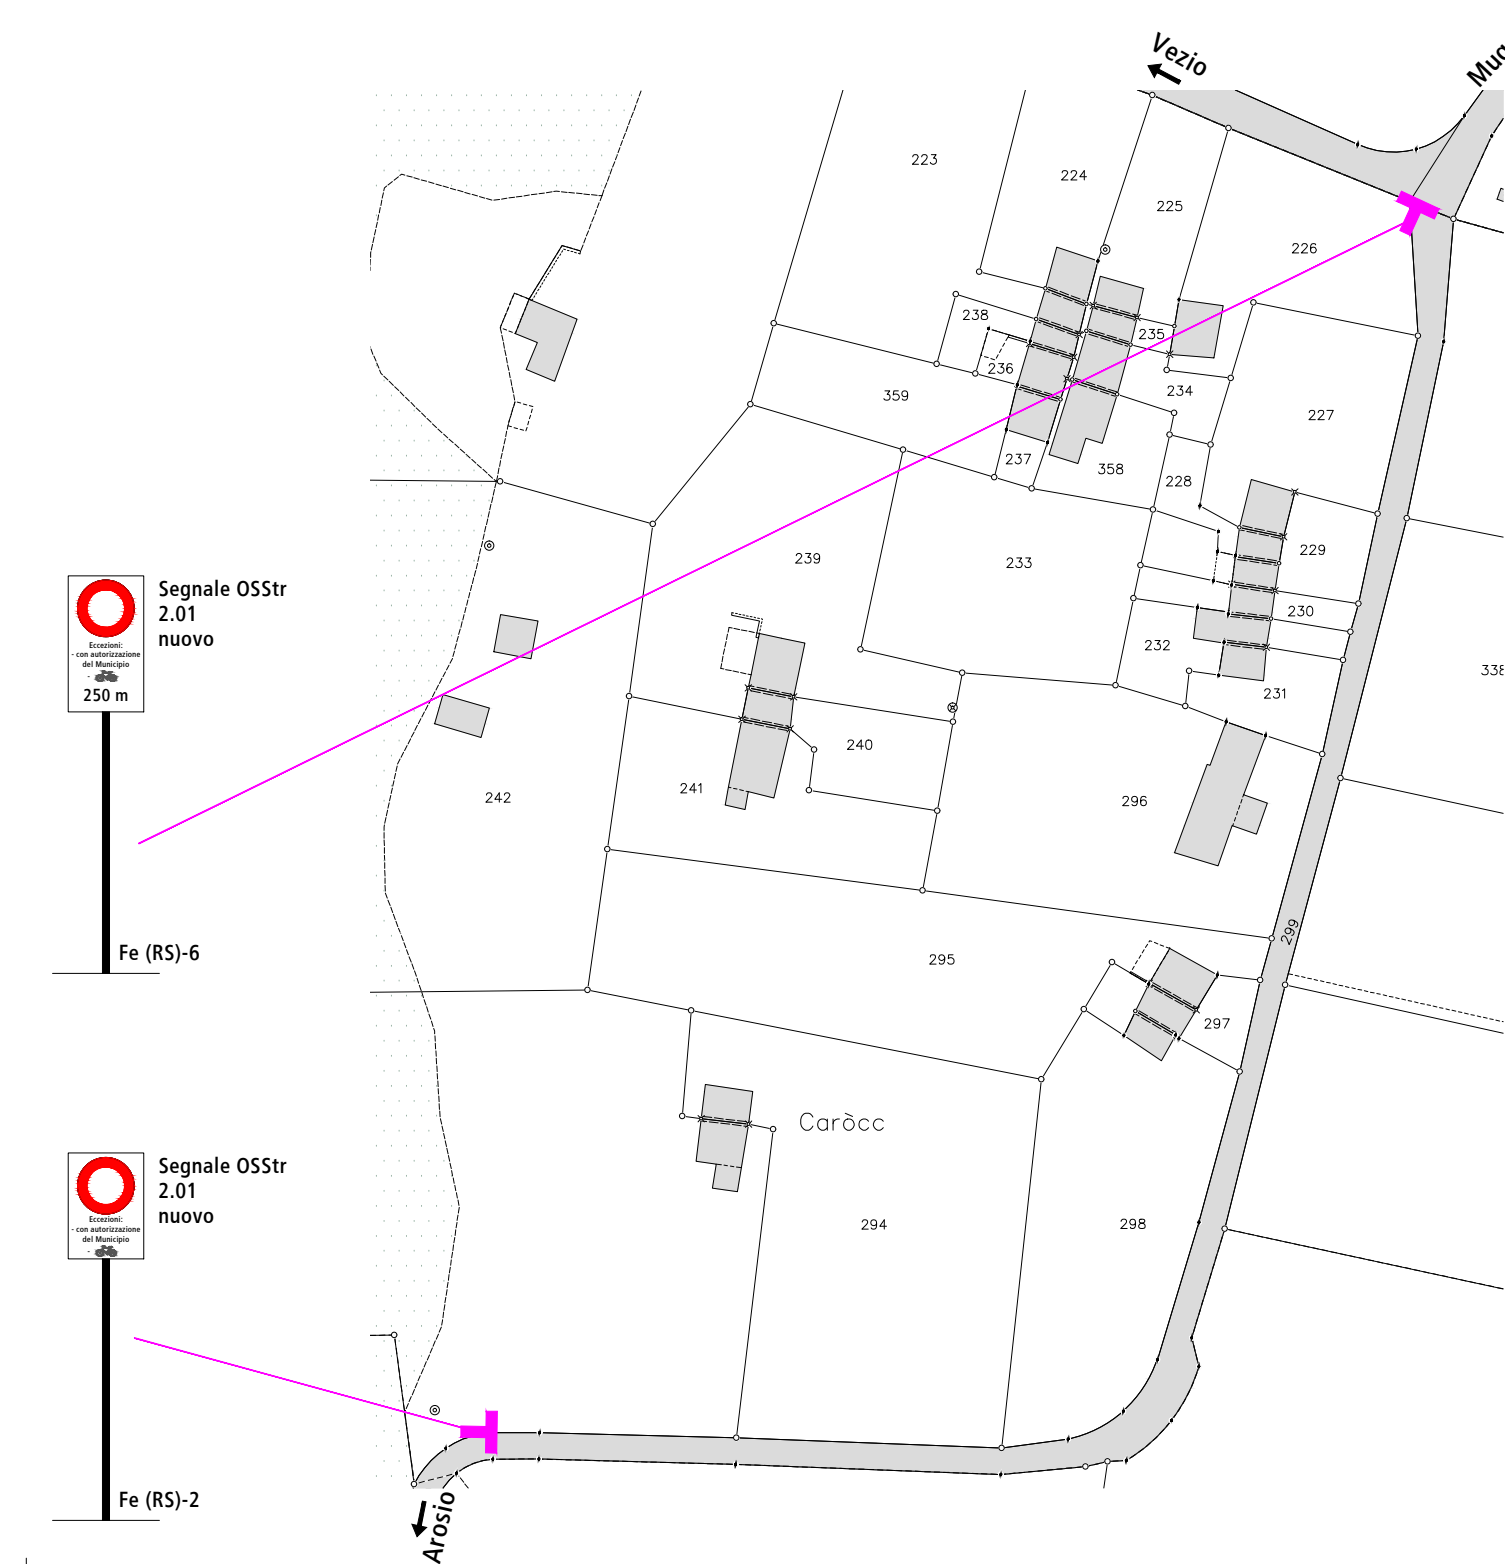 Vezio
223
224
225
226
238
235
236
234
359
227
237
358
228
239
233
229
230
232
231
338
240
241
242
296
299
295
297
Caròcc
294
298
Arosio
Segnale OSStr
2.01
nuovo
Eccezioni:
- con autorizzazione
del Municipio
-
250 m
Fe (RS)-6
Segnale OSStr
2.01
nuovo
Eccezioni:
- con autorizzazione
del Municipio
-
Fe (RS)-2